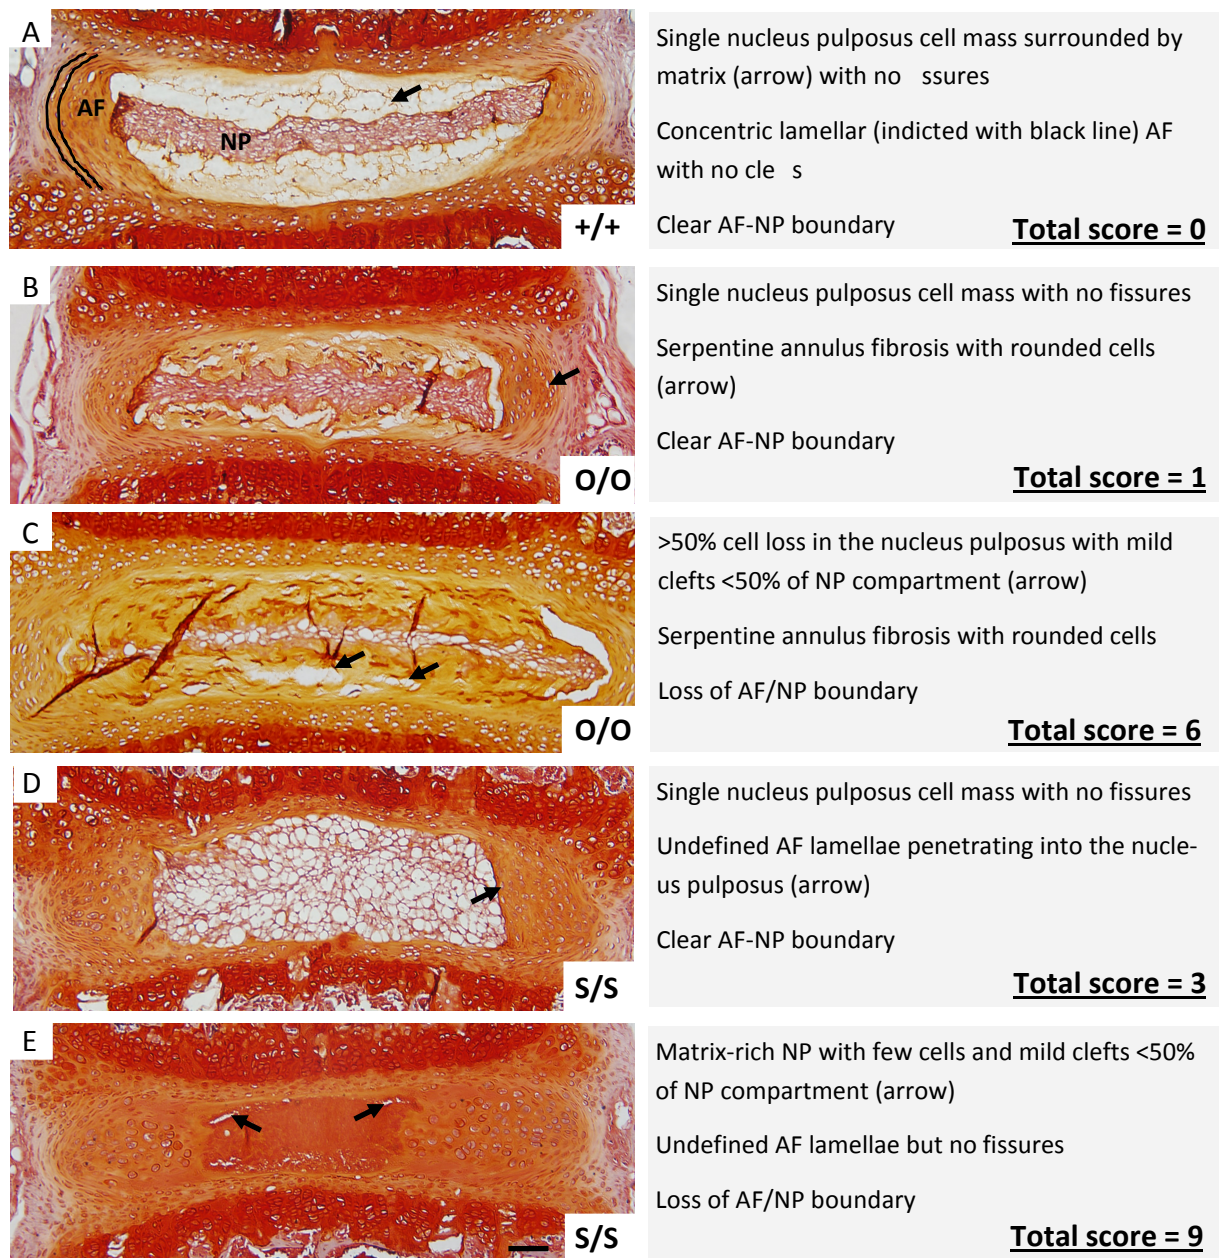 A
AF
NP
+/+
Single nucleus pulposus cell mass surrounded by
matrix (arrow) with no ssures
Concentric lamellar (indicted with black line) AF
with no cle s
Clear AF-NP boundary
Total score = 0
B
O/O
Single nucleus pulposus cell mass with no fissures
Serpentine annulus fibrosis with rounded cells
(arrow)
Clear AF-NP boundary
Total score = 1
C
O/O
>50% cell loss in the nucleus pulposus with mild
clefts <50% of NP compartment (arrow)
Serpentine annulus fibrosis with rounded cells
Loss of AF/NP boundary
Total score = 6
D
S/S
Single nucleus pulposus cell mass with no fissures
Undefined AF lamellae penetrating into the nucle-
us pulposus (arrow)
Clear AF-NP boundary
Total score = 3
E
S/S
Matrix-rich NP with few cells and mild clefts <50%
of NP compartment (arrow)
Undefined AF lamellae but no fissures
Loss of AF/NP boundary
Total score = 9